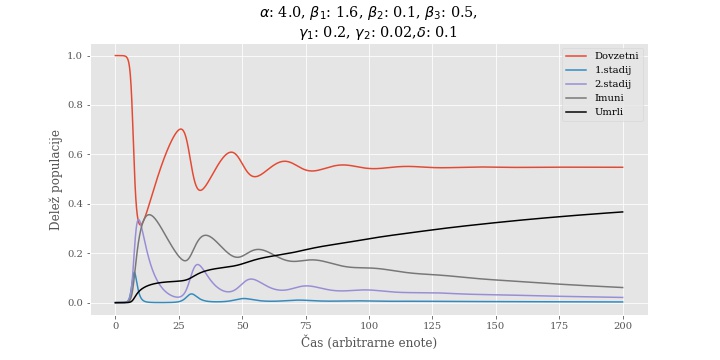 α: 4.0, β₁: 1.6, β₂: 0.1, β₃: 0.5,
γ₁: 0.2, γ₂: 0.02,δ: 0.1
Delež populacije
1.0
0.8
0.6
0.4
0.2
0.0
Dovzetni
1.stadij
2.stadij
Imuni
Umrli
0 25 50 75 100 125 150 175 200
Čas (arbitrarne enote)